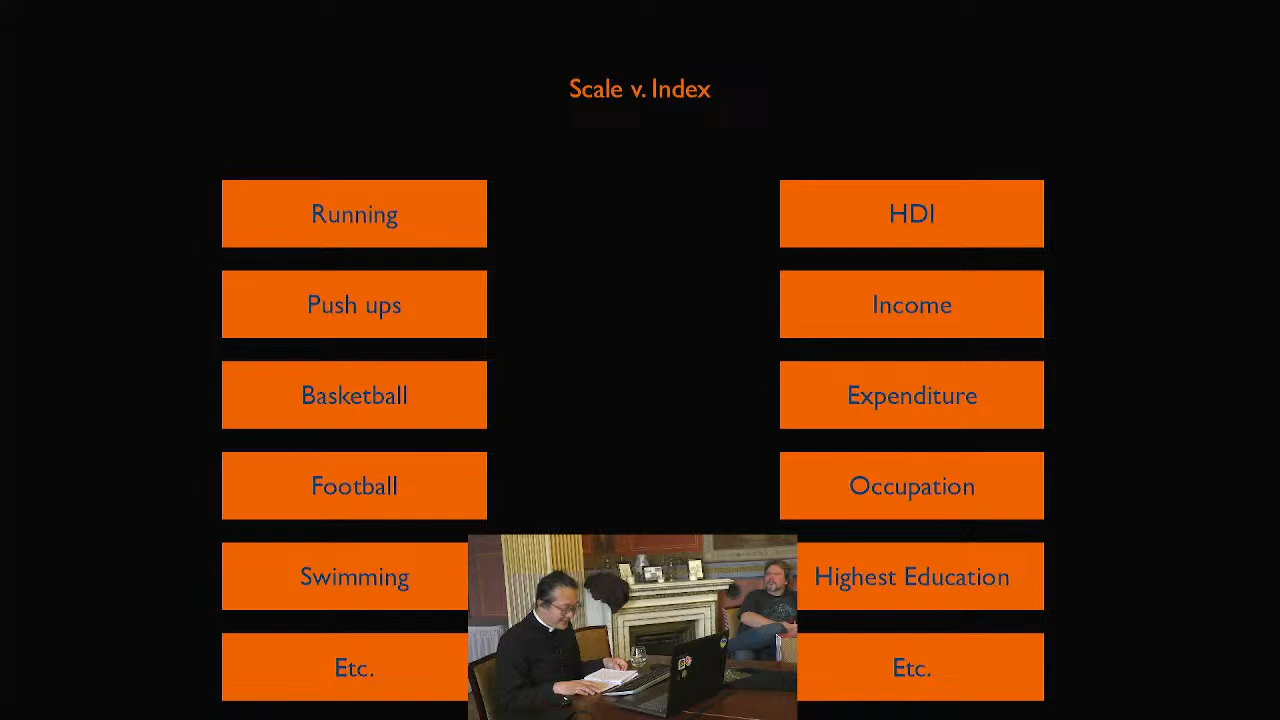 Scale v. Index
Running
HDI
Push ups
Income
Basketball
Expenditure
Football
Occupation
Swimming
Highest Education
Etc.
Etc.